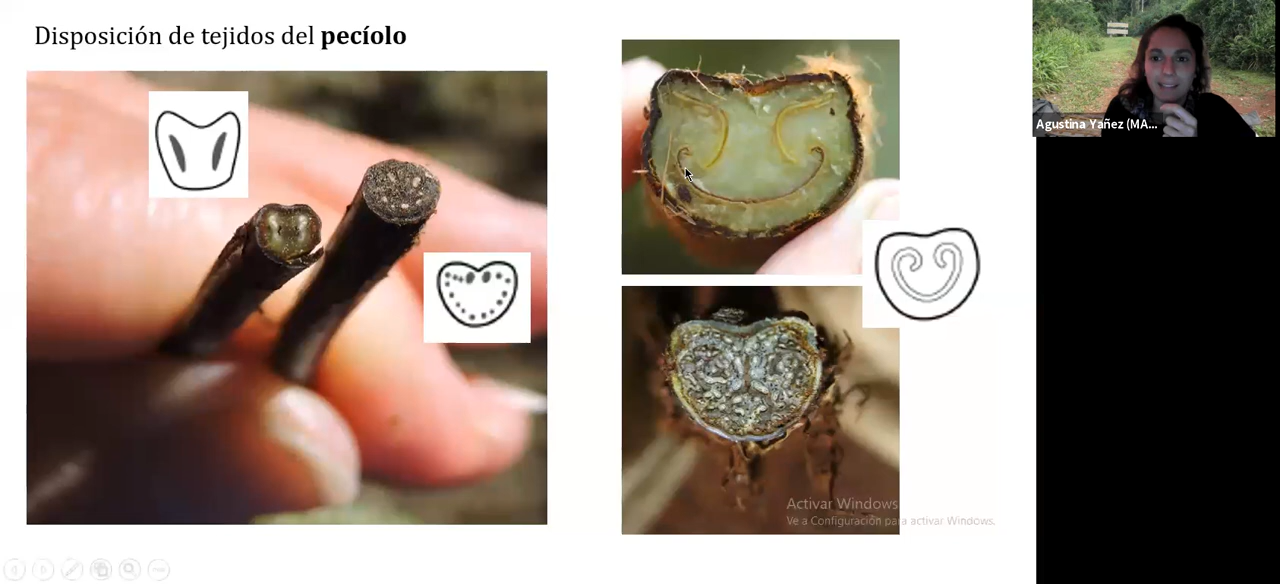 Disposición de tejidos del pecíolo
Agustina Yañez (MA...
Activar Windows
Ve a Configuración para activar Windows.